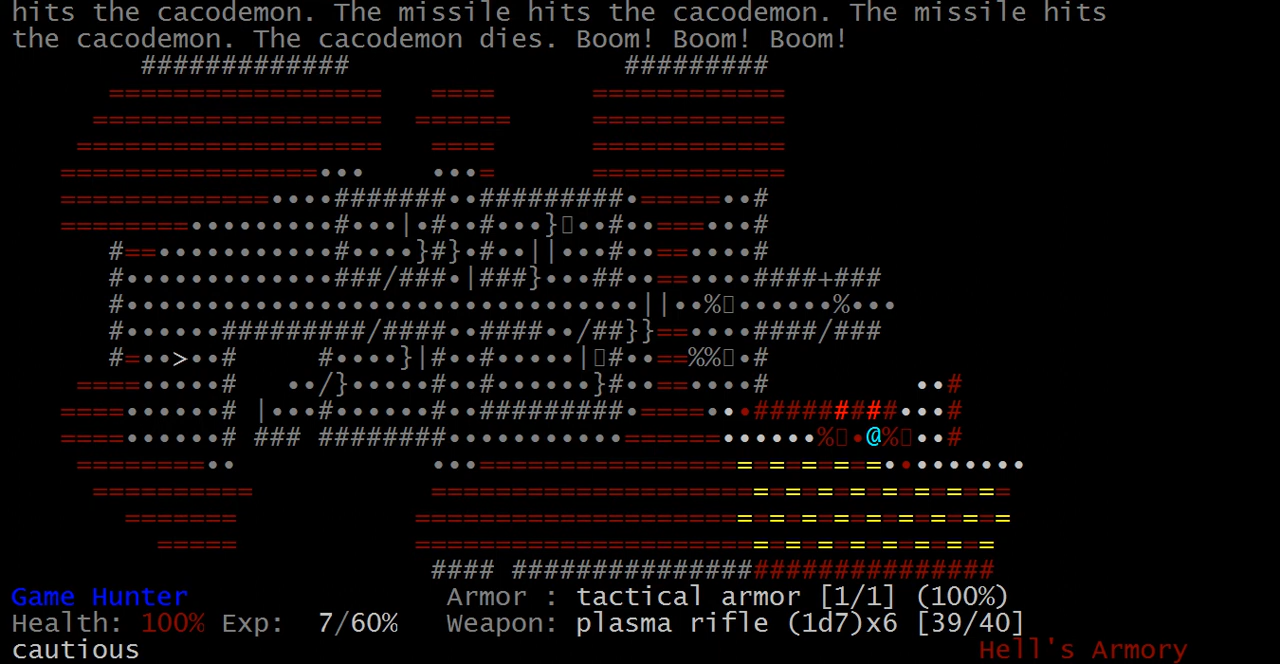 hits the cacodemon. The missile hits the cacodemon. The missile hits
the cacodemon. The cacodemon dies. Boom! Boom! Boom!
Game Hunter Armor : tactical armor [1/1] (100%)
Health: 100% Exp: 7/60% Weapon: plasma rifle (1d7)x6 [39/40]
cautious Hell's Armory